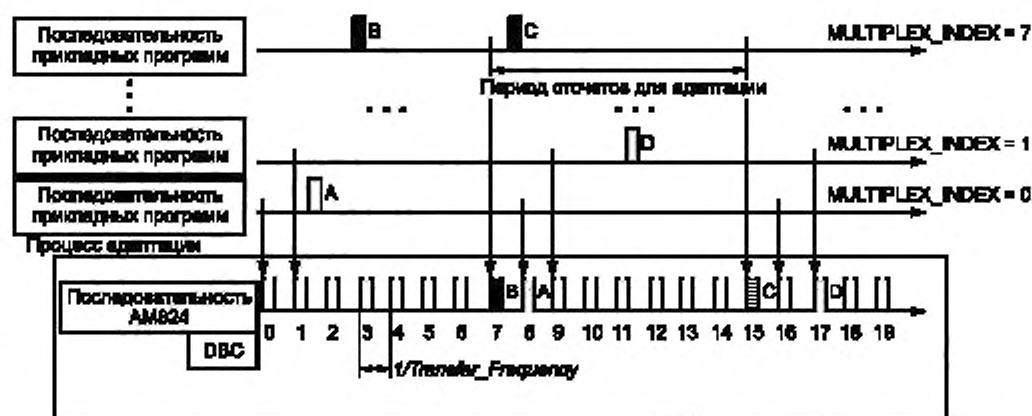 Последовательность
прикладных программ
B
C
MULTIPLEX_INDEX = 7
Период отсчетов для адаптации
Последовательность
прикладных программ
D
MULTIPLEX_INDEX = 1
Последовательность
прикладных программ
A
MULTIPLEX_INDEX = 0
Процесс адаптации
Последовательность
AM824
B A C D
0 1 2 3 4 5 6 7 8 9 10 11 12 13 14 15 16 17 18 19
DBC
1/Transfer_Frequency